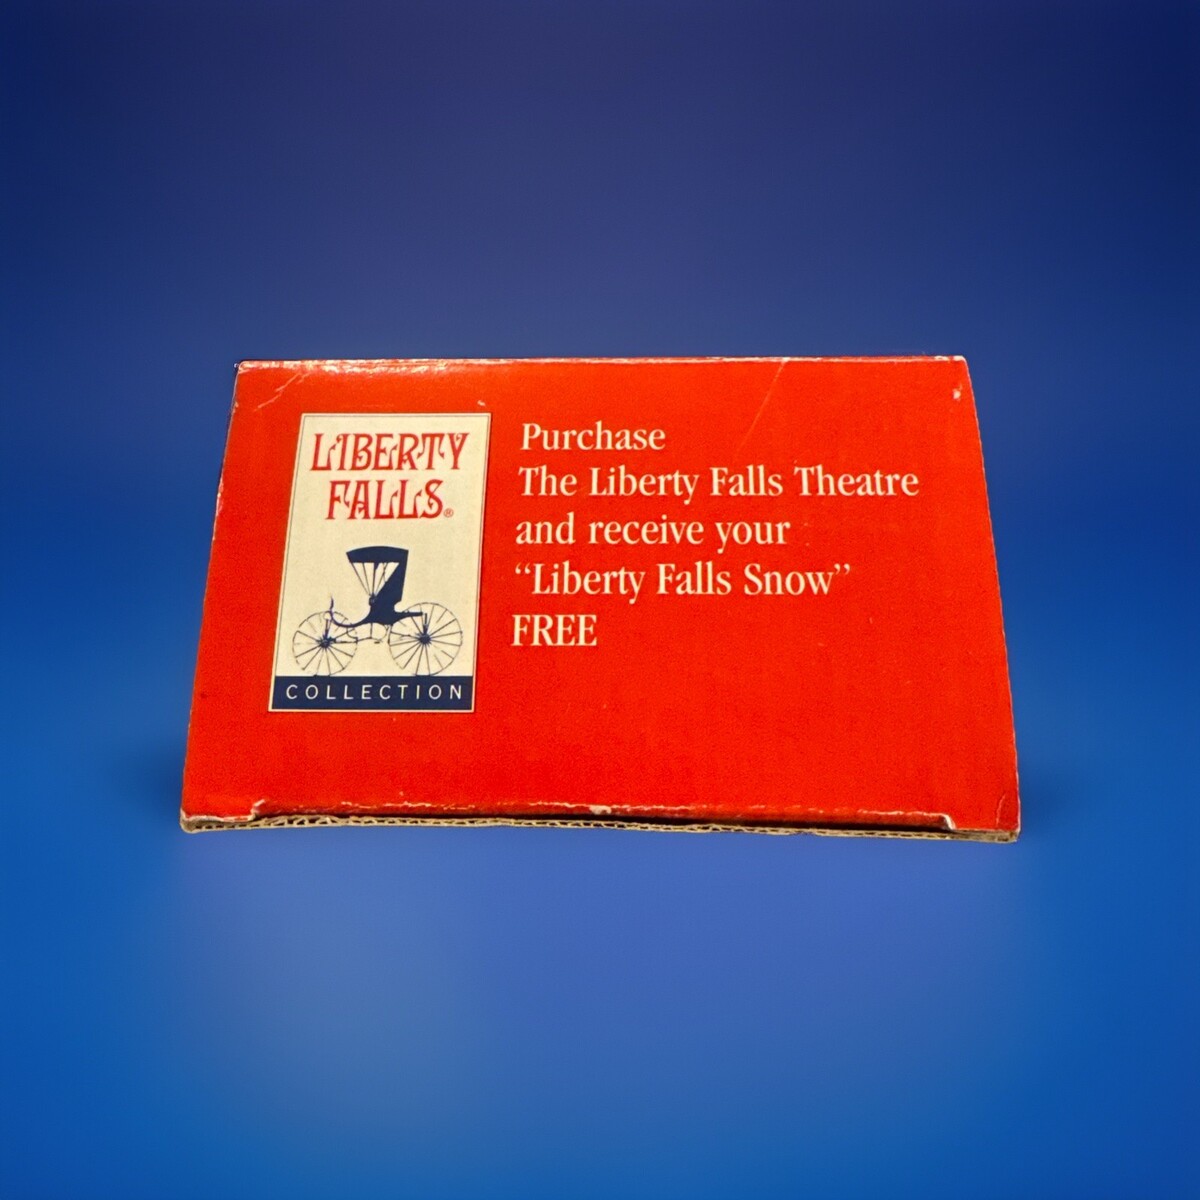 LIBERTY
FALLS®
COLLECTION
Purchase
The Liberty Falls Theatre
and receive your
“Liberty Falls Snow”
FREE